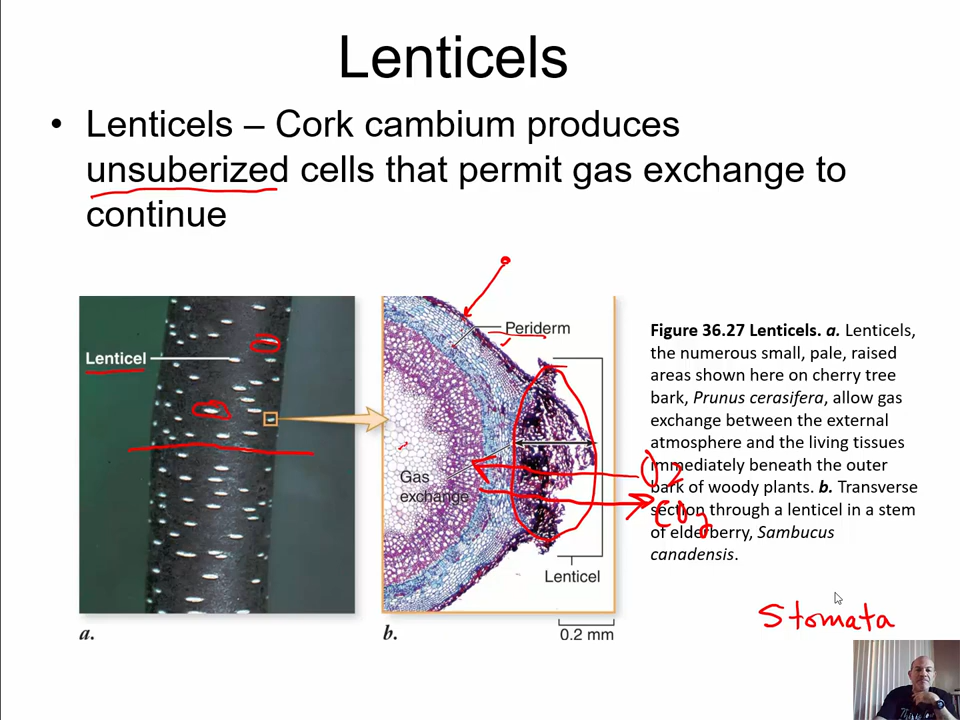 Lenticels
• Lenticels – Cork cambium produces
unsuberized cells that permit gas exchange to
continue
Lenticel
Periderm
Gas
exchange
Lenticel
a.
b.
0.2 mm
Figure 36.27 Lenticels. a. Lenticels,
the numerous small, pale, raised
areas shown here on cherry tree
bark, Prunus cerasifera, allow gas
exchange between the external
atmosphere and the living tissues
immediately beneath the outer
bark of woody plants. b. Transverse
section through a lenticel in a stem
of elderberry, Sambucus
canadensis.
O2
CO2
Stomata